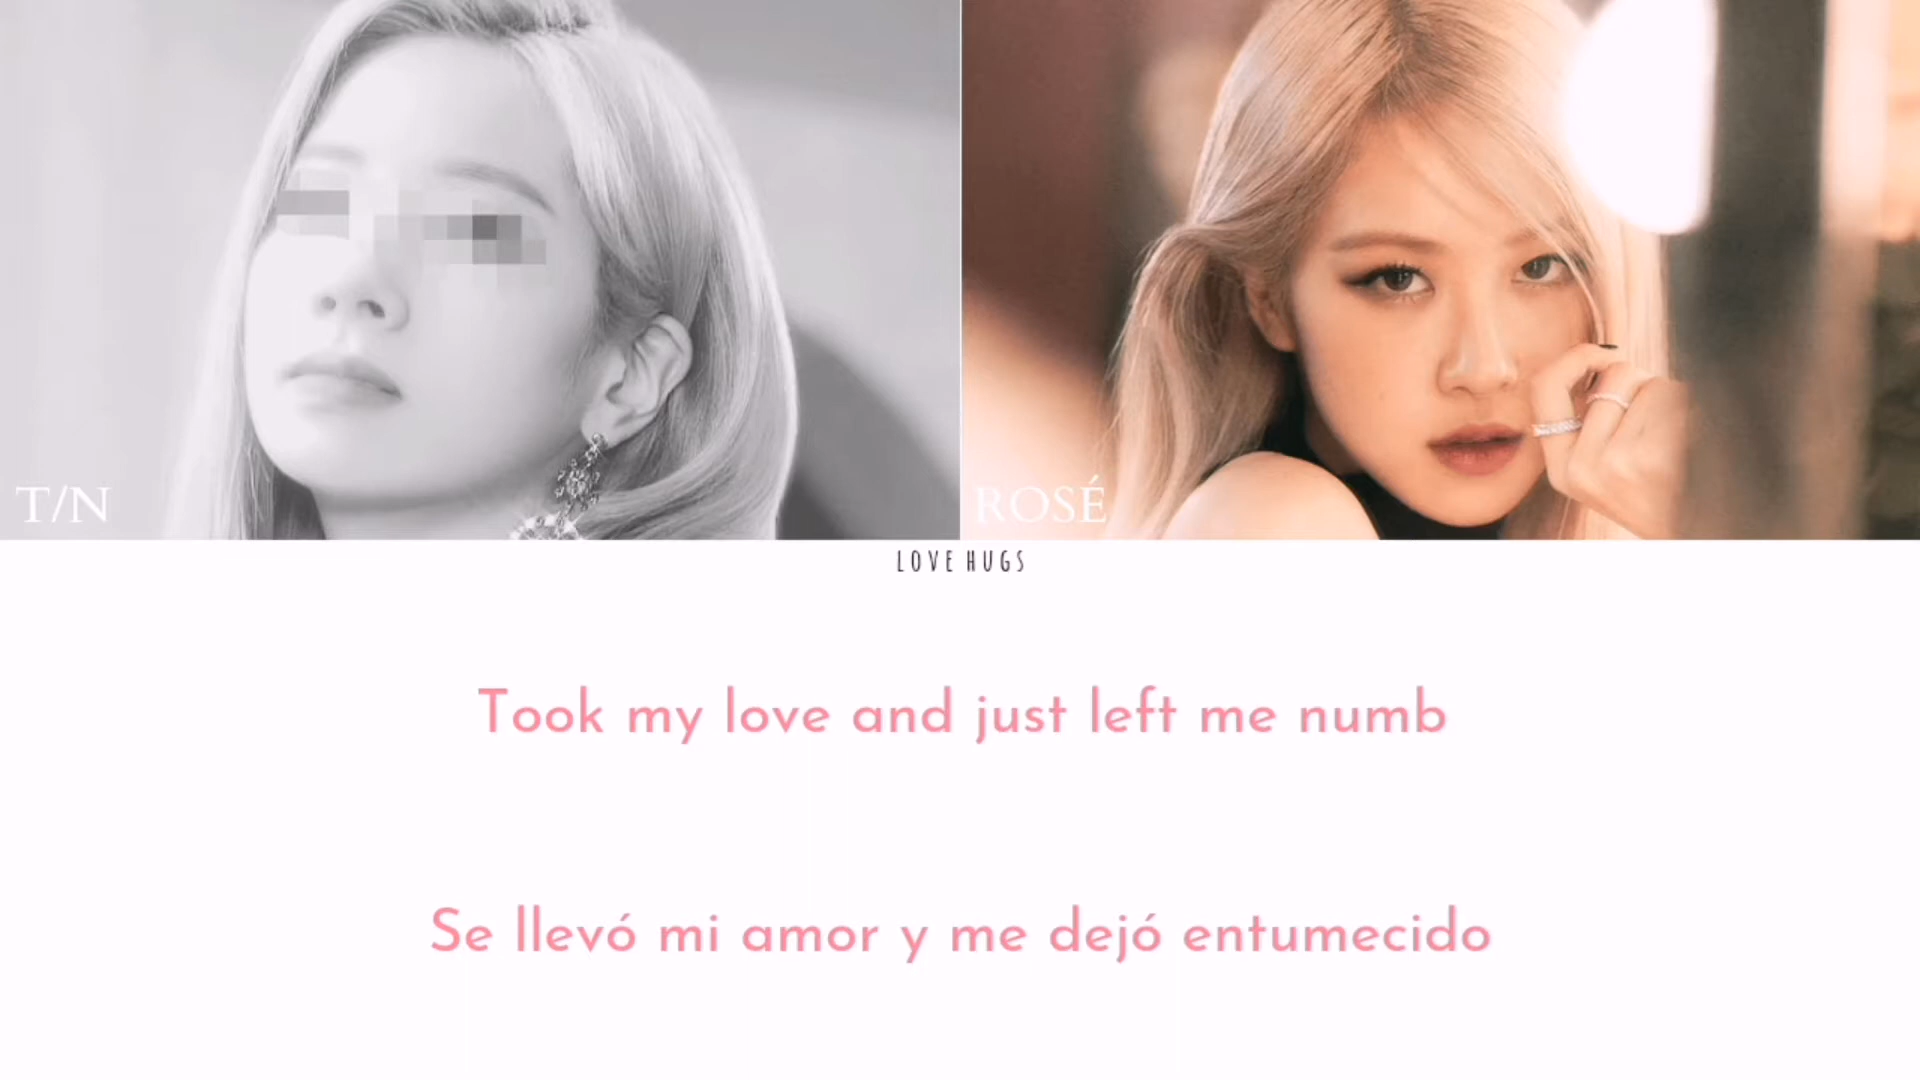 T/N
ROSÉ
LOVE HUGS
Took my love and just left me numb
Se llevó mi amor y me dejó entumecido